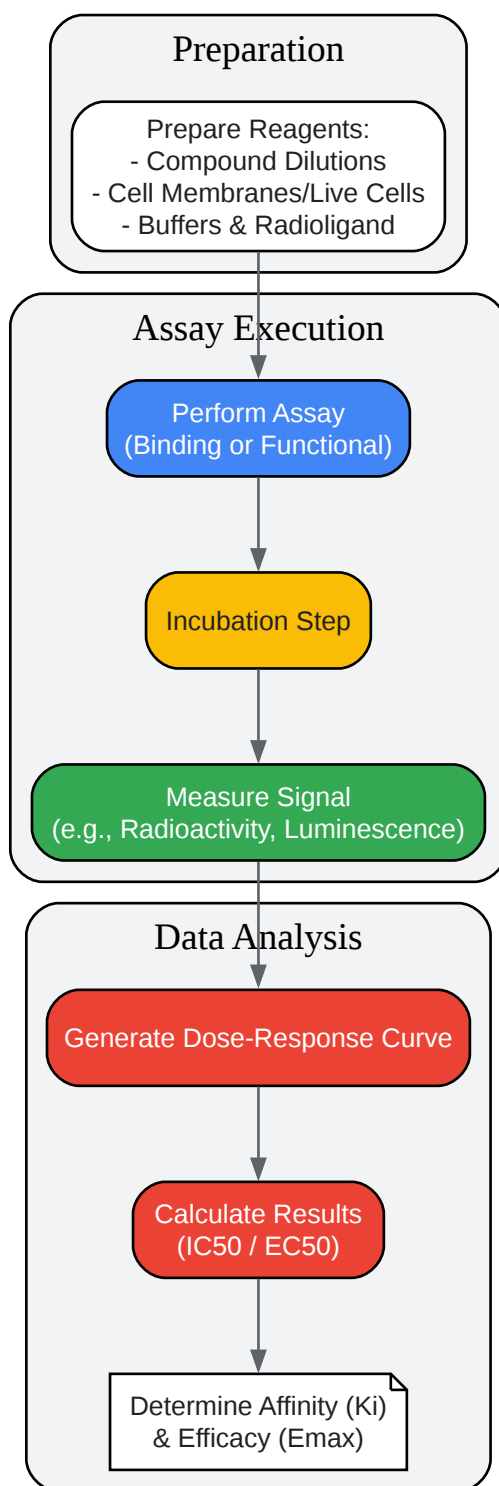 Preparation
Prepare Reagents:
- Compound Dilutions
- Cell Membranes/Live Cells
- Buffers & Radioligand
Assay Execution
Perform Assay
(Binding or Functional)
Incubation Step
Measure Signal
(e.g., Radioactivity, Luminescence)
Data Analysis
Generate Dose-Response Curve
Calculate Results
(IC50 / EC50)
Determine Affinity (Ki)
& Efficacy (Emax)